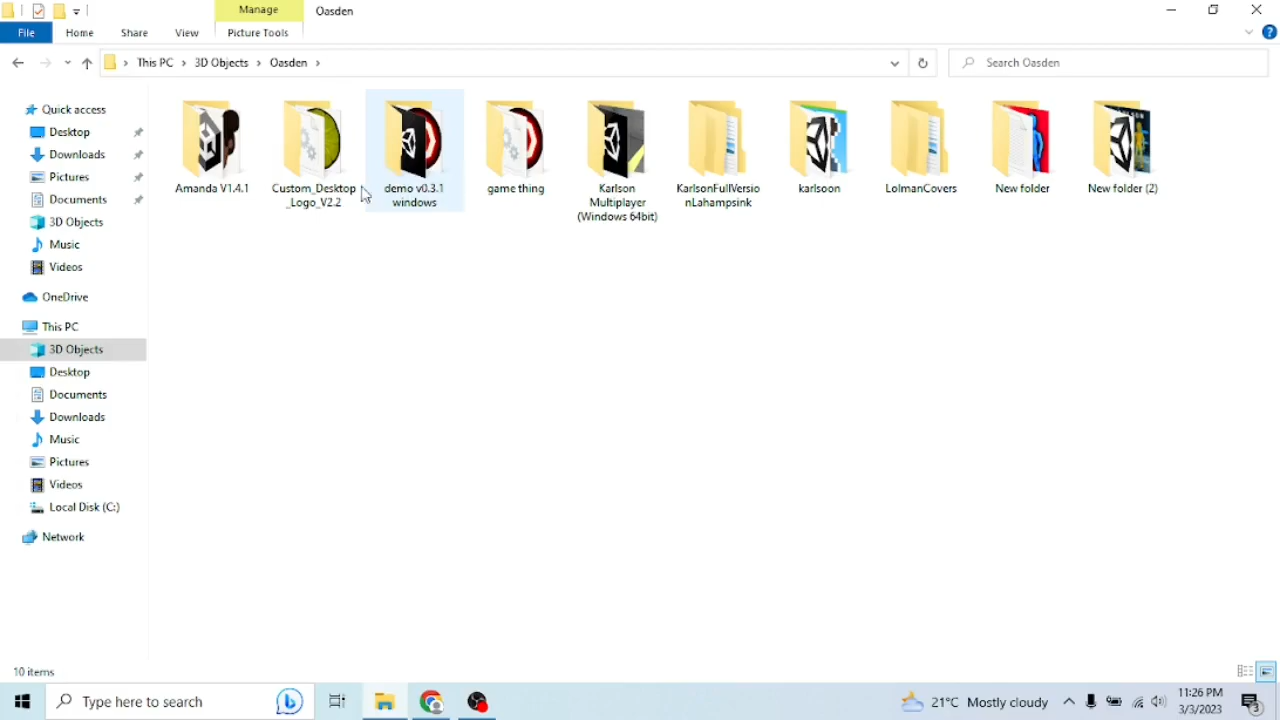 Manage
Oasden
File
Home
Share
View
Picture Tools
This PC
3D Objects
Oasden
Search Oasden
Quick access
Desktop
Downloads
Pictures
Documents
3D Objects
Music
Videos
OneDrive
This PC
3D Objects
Desktop
Documents
Downloads
Music
Pictures
Videos
Local Disk (C:)
Network
Amanda V1.4.1
Custom_Desktop
_Logo_V2.2
demo v0.3.1
windows
game thing
Karlson
Multiplayer
(Windows 64bit)
KarlsonFullVersio
nLahampsink
karlsoon
LolmanCovers
New folder
New folder (2)
10 items
Type here to search
21°C Mostly cloudy
11:26 PM
3/3/2023
3